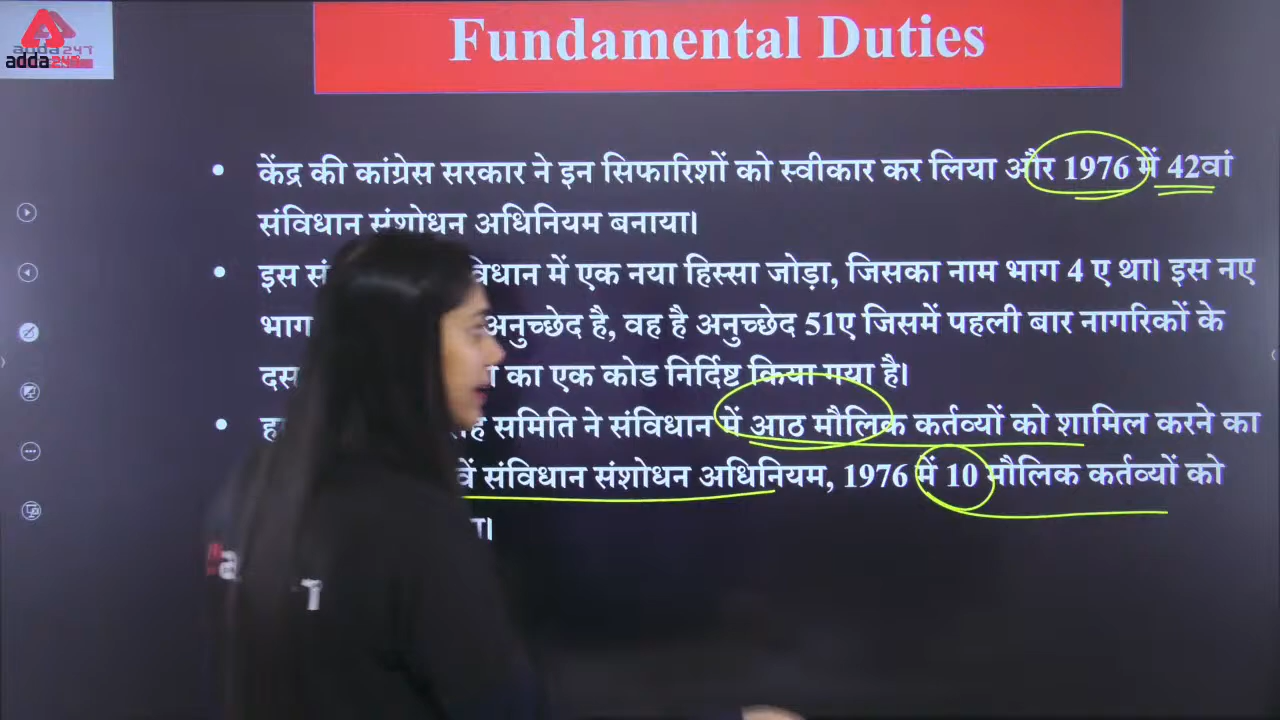 adda247
adda247
Fundamental Duties
• केंद्र की कांग्रेस सरकार ने इन सिफारिशों को स्वीकार कर लिया और 1976 में 42वां
संविधान संशोधन अधिनियम बनाया।
• इस में एक नया हिस्सा जोड़ा, जिसका नाम भाग 4 ए था। इस नए
भाग अनुच्छेद है, वह है अनुच्छेद 51ए जिसमें पहली बार नागरिकों के
दस का एक कोड निर्दिष्ट किया गया है।
• समिति ने संविधान में आठ मौलिक कर्तव्यों को शामिल करने का
वें संविधान संशोधन अधिनियम, 1976 में 10 मौलिक कर्तव्यों को